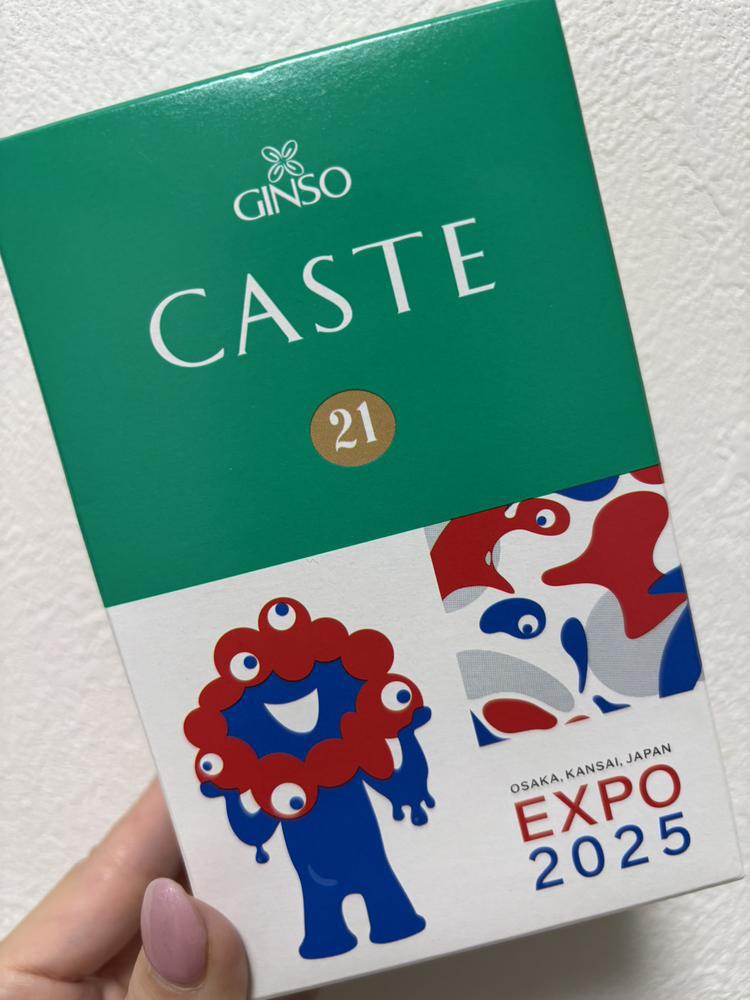 GINSO
CASTE
21
OSAKA, KANSAI, JAPAN
EXPO
2025